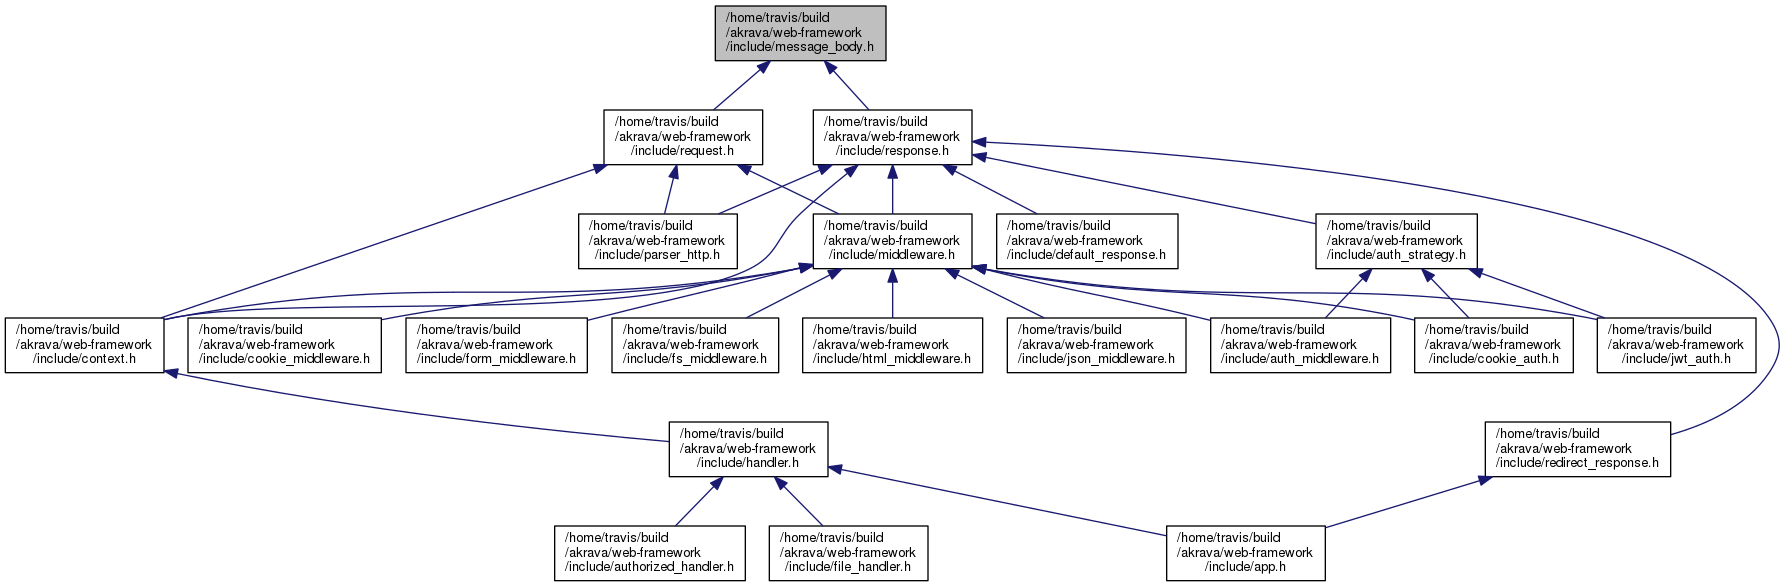 /home/travis/build
/akrava/web-framework
/include/message_body.h
/home/travis/build
/akrava/web-framework
/include/request.h
/home/travis/build
/akrava/web-framework
/include/response.h
/home/travis/build
/akrava/web-framework
/include/parser_http.h
/home/travis/build
/akrava/web-framework
/include/middleware.h
/home/travis/build
/akrava/web-framework
/include/default_response.h
/home/travis/build
/akrava/web-framework
/include/auth_strategy.h
/home/travis/build
/akrava/web-framework
/include/context.h
/home/travis/build
/akrava/web-framework
/include/cookie_middleware.h
/home/travis/build
/akrava/web-framework
/include/form_middleware.h
/home/travis/build
/akrava/web-framework
/include/fs_middleware.h
/home/travis/build
/akrava/web-framework
/include/html_middleware.h
/home/travis/build
/akrava/web-framework
/include/json_middleware.h
/home/travis/build
/akrava/web-framework
/include/auth_middleware.h
/home/travis/build
/akrava/web-framework
/include/cookie_auth.h
/home/travis/build
/akrava/web-framework
/include/jwt_auth.h
/home/travis/build
/akrava/web-framework
/include/handler.h
/home/travis/build
/akrava/web-framework
/include/redirect_response.h
/home/travis/build
/akrava/web-framework
/include/authorized_handler.h
/home/travis/build
/akrava/web-framework
/include/file_handler.h
/home/travis/build
/akrava/web-framework
/include/app.h